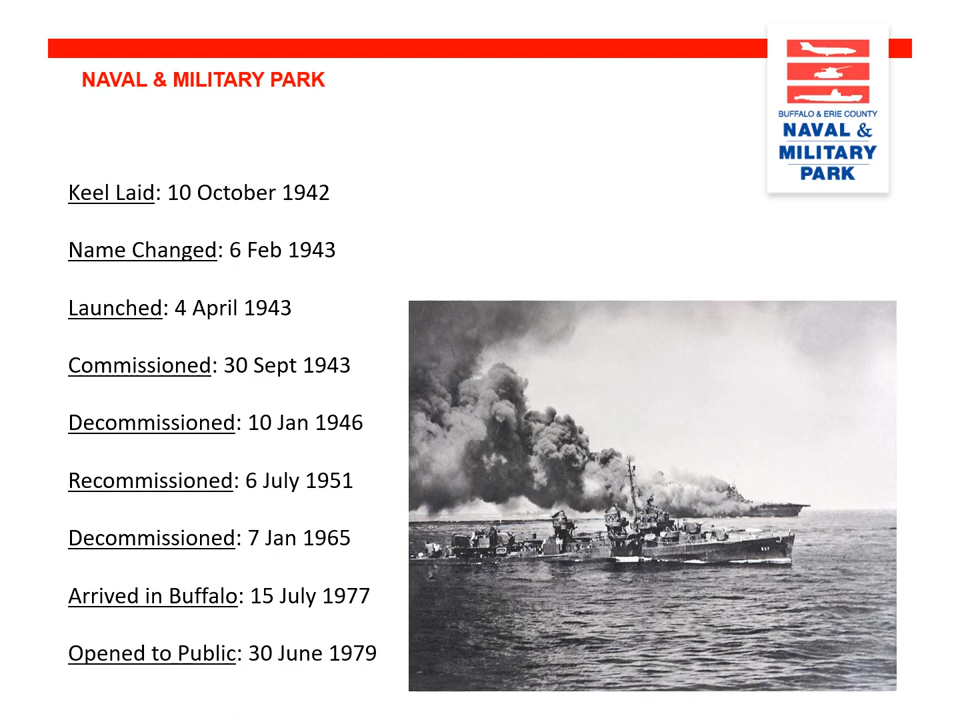 NAVAL & MILITARY PARK
BUFFALO & ERIE COUNTY
NAVAL &
MILITARY
PARK
Keel Laid: 10 October 1942
Name Changed: 6 Feb 1943
Launched: 4 April 1943
Commissioned: 30 Sept 1943
Decommissioned: 10 Jan 1946
Recommissioned: 6 July 1951
Decommissioned: 7 Jan 1965
Arrived in Buffalo: 15 July 1977
Opened to Public: 30 June 1979